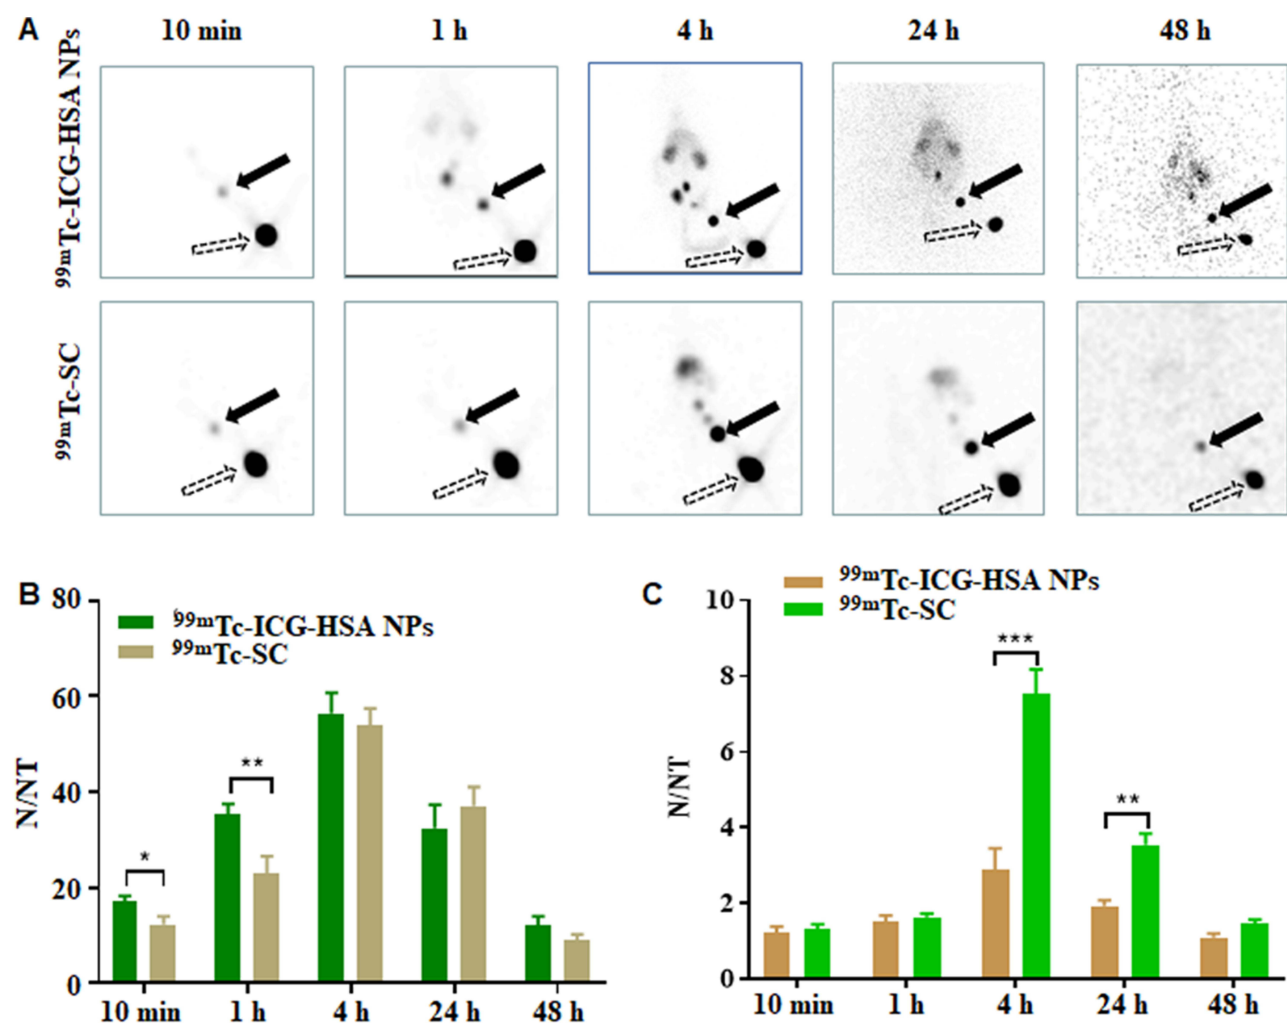 A
10 min 1 h 4 h 24 h 48 h
99mTc-ICG-HSA NPs
99mTc-SC
B
80
60
40
20
0
N/NT
99mTc-ICG-HSA NPs
99mTc-SC
*
**
10 min 1 h 4 h 24 h 48 h
C
10
8
6
4
2
0
N/NT
99mTc-ICG-HSA NPs
99mTc-SC
***
**
10 min 1 h 4 h 24 h 48 h